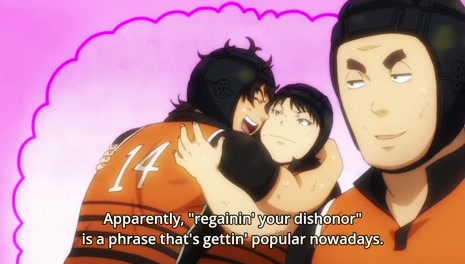 14
Apparently, "regainin' your dishonor"
is a phrase that's gettin' popular nowadays.